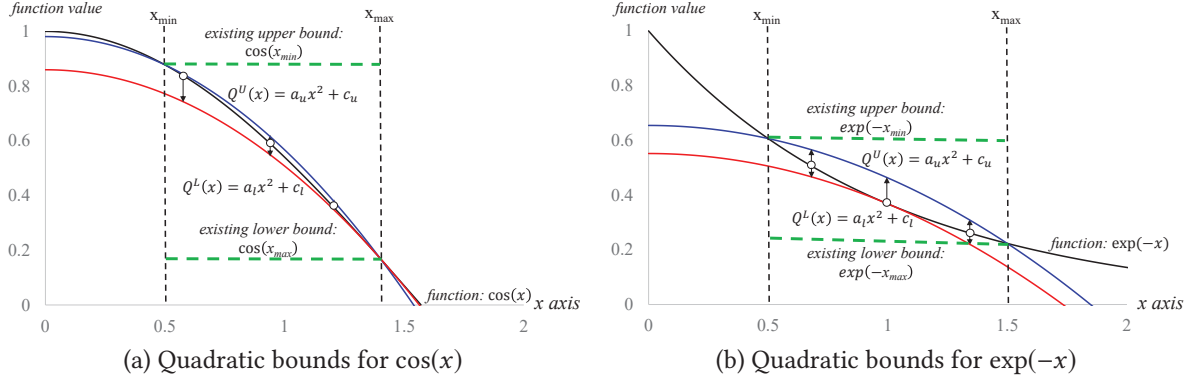 function value
x_min
x_max
1
0.8
0.6
0.4
0.2
0
existing upper bound:
cos(x_min)
Q^U(x) = a_u x² + c_u
Q^L(x) = a_l x² + c_l
existing lower bound:
cos(x_max)
function: cos(x)
x axis
0
0.5
1
1.5
2
(a) Quadratic bounds for cos(x)
function value
x_min
x_max
1
0.8
0.6
0.4
0.2
0
existing upper bound:
exp(−x_min)
Q^U(x) = a_u x² + c_u
Q^L(x) = a_l x² + c_l
function: exp(−x)
existing lower bound:
exp(−x_max)
x axis
0
0.5
1
1.5
2
(b) Quadratic bounds for exp(−x)